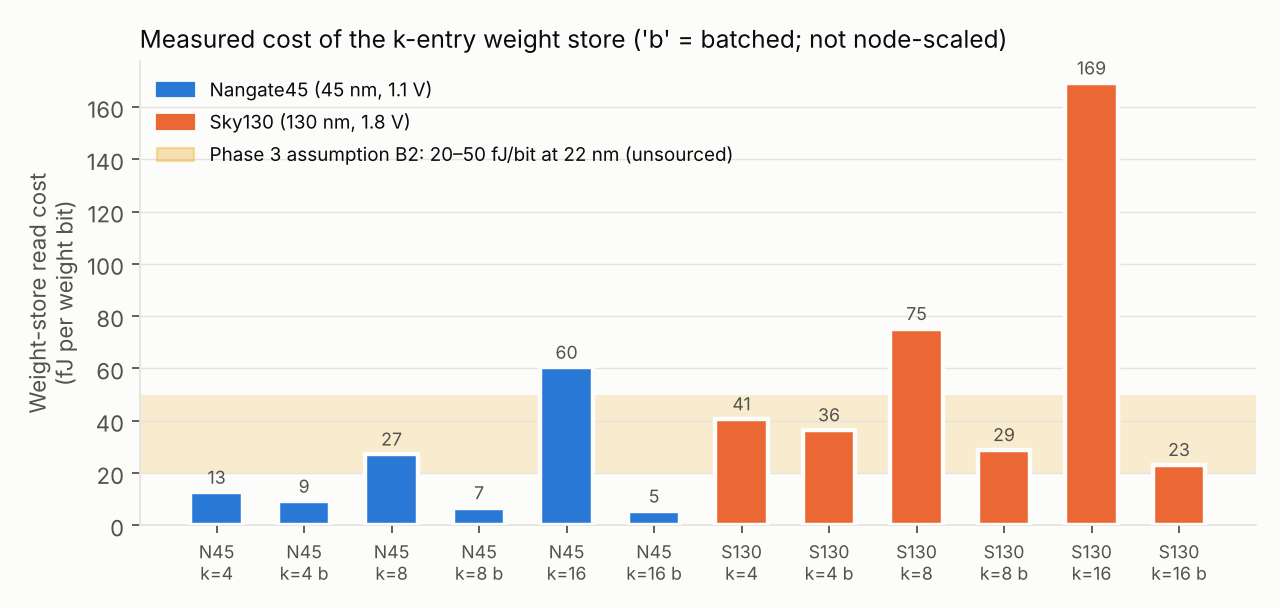 Measured cost of the k-entry weight store ('b' = batched; not node-scaled)
Nangate45 (45 nm, 1.1 V)
Sky130 (130 nm, 1.8 V)
Phase 3 assumption B2: 20–50 fJ/bit at 22 nm (unsourced)
Weight-store read cost
(fJ per weight bit)
160
140
120
100
80
60
40
20
0
13
9
27
7
60
5
41
36
75
29
169
23
N45
k=4
N45
k=4 b
N45
k=8
N45
k=8 b
N45
k=16
N45
k=16 b
S130
k=4
S130
k=4 b
S130
k=8
S130
k=8 b
S130
k=16
S130
k=16 b